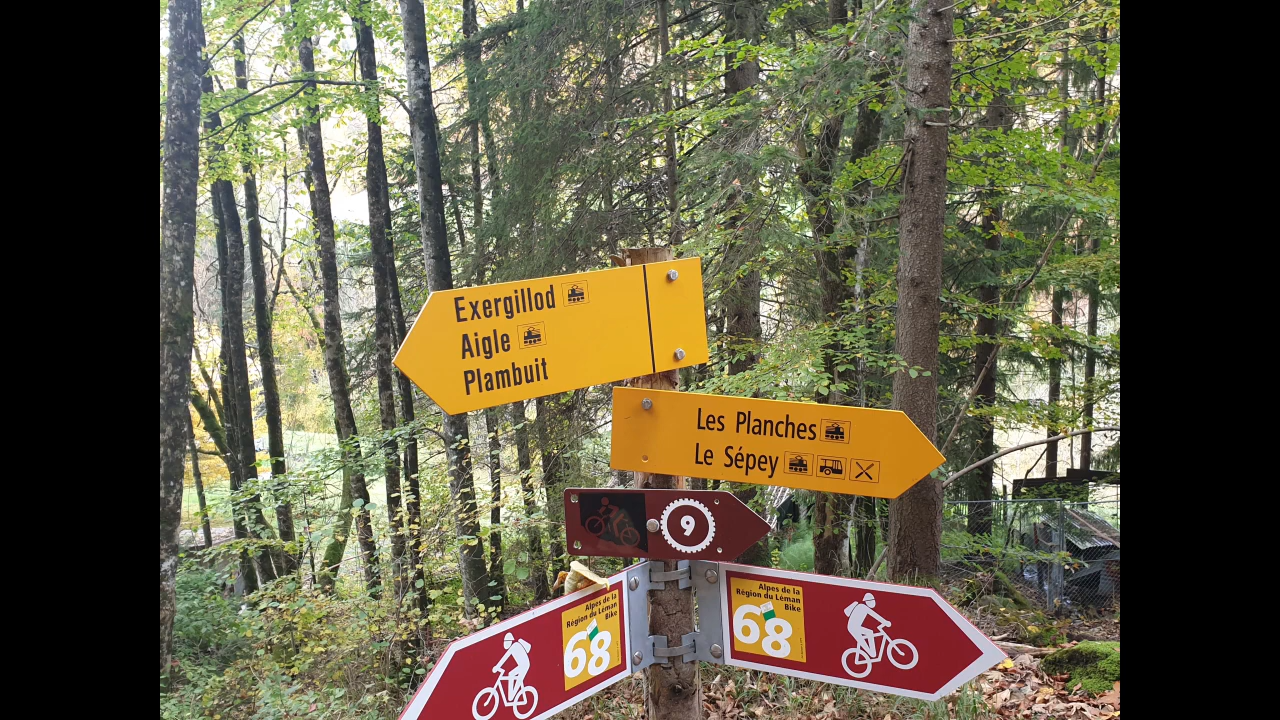 Exergillod
Aigle
Plambuit
Les Planches
Le Sépey
9
Alpes de la
Région du Léman
Bike
68
Alpes de la
Région du Léman
Bike
68